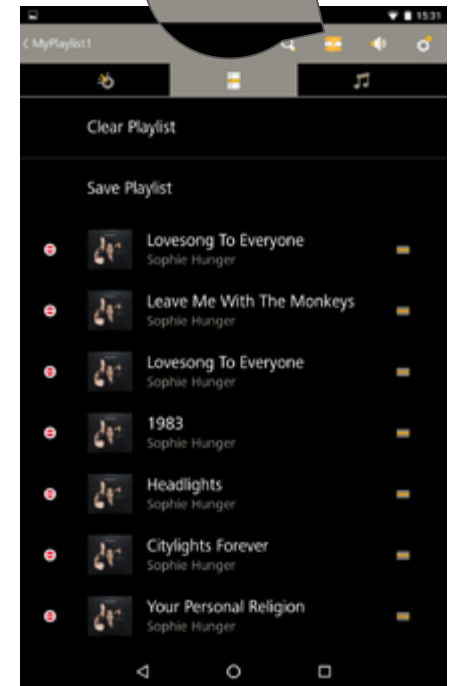 15:31
MyPlaylist1
Clear Playlist
Save Playlist
Lovesong To Everyone
Sophie Hunger
Leave Me With The Monkeys
Sophie Hunger
Lovesong To Everyone
Sophie Hunger
1983
Sophie Hunger
Headlights
Sophie Hunger
Citylights Forever
Sophie Hunger
Your Personal Religion
Sophie Hunger